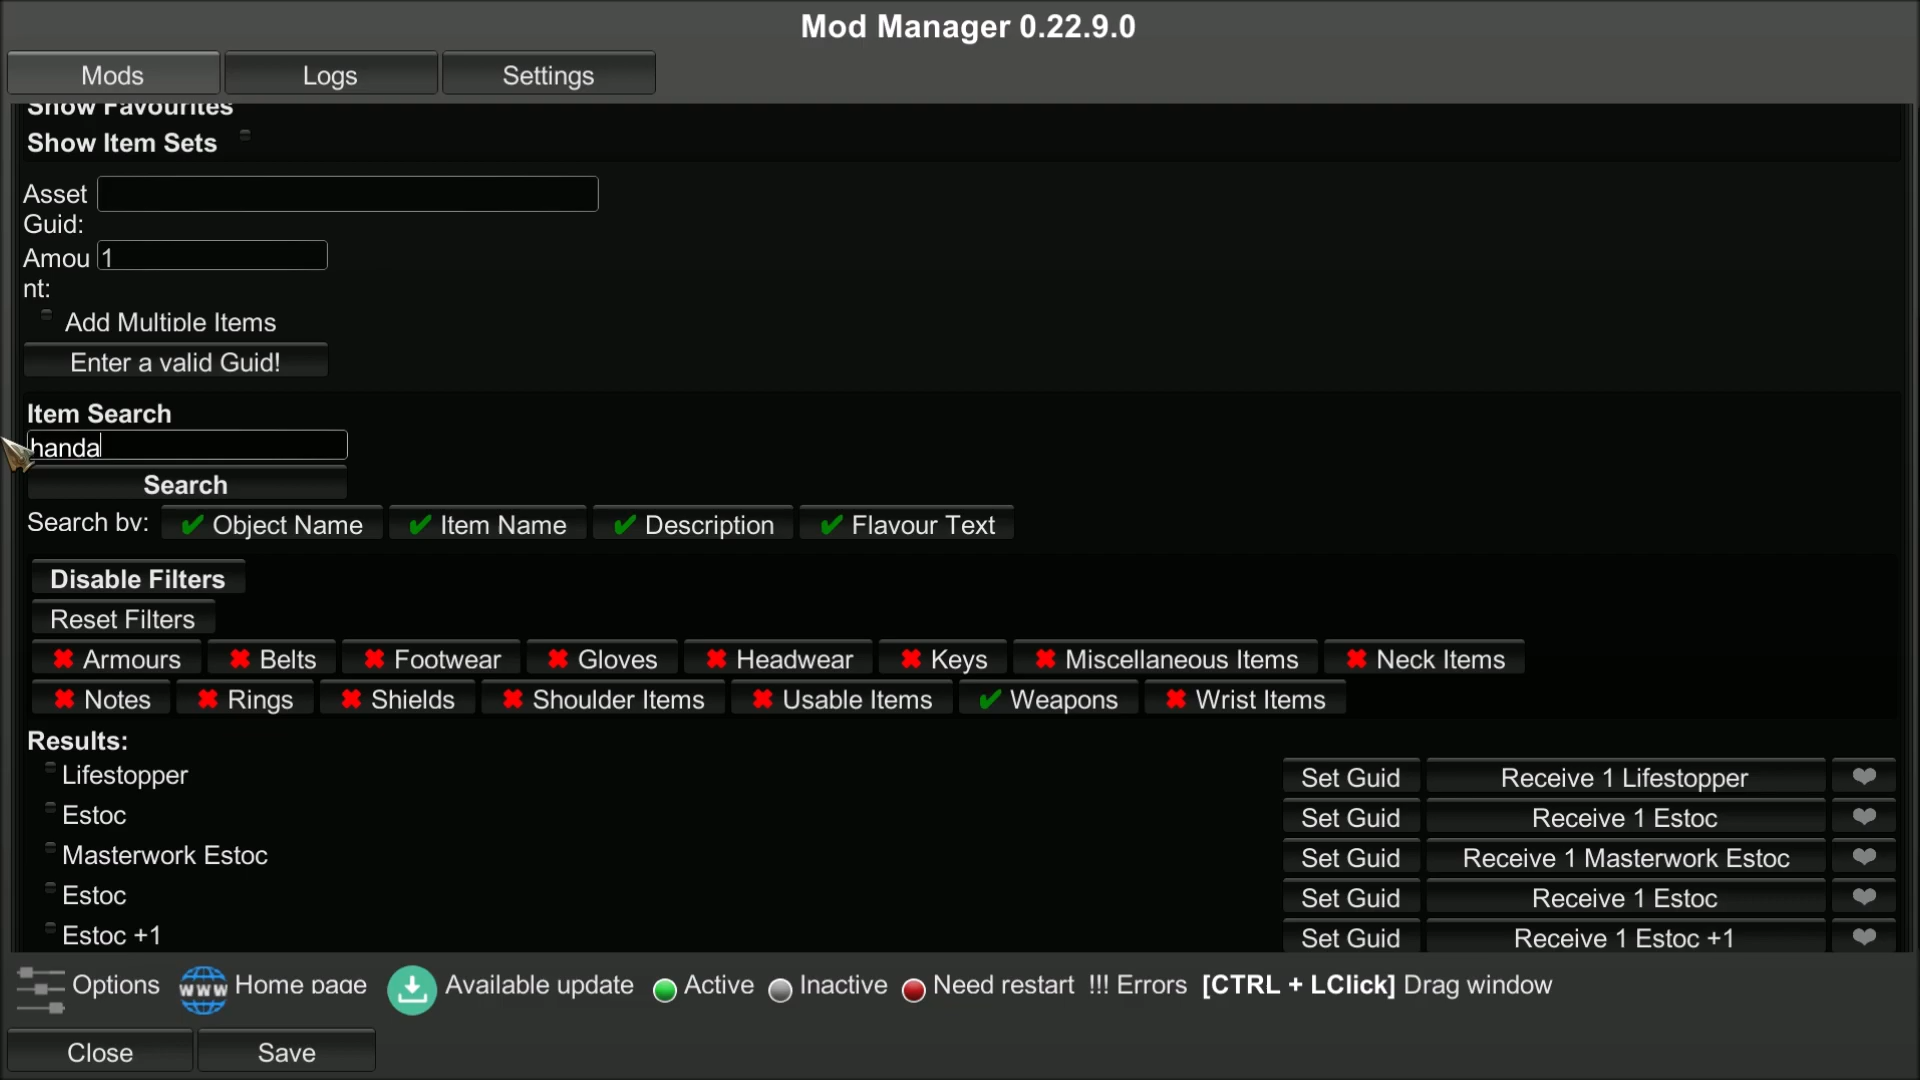 Mod Manager 0.22.9.0
Mods Logs Settings
Show Favourites
Show Item Sets
Asset
Guid:
Amou 1
nt:
Add Multiple Items
Enter a valid Guid!
Item Search
handa
Search
Search by: ✔ Object Name ✔ Item Name ✔ Description ✔ Flavour Text
Disable Filters
Reset Filters
✖ Armours ✖ Belts ✖ Footwear ✖ Gloves ✖ Headwear ✖ Keys ✖ Miscellaneous Items ✖ Neck Items
✖ Notes ✖ Rings ✖ Shields ✖ Shoulder Items ✖ Usable Items ✔ Weapons ✖ Wrist Items
Results:
Lifestopper Set Guid Receive 1 Lifestopper ❤
Estoc Set Guid Receive 1 Estoc ❤
Masterwork Estoc Set Guid Receive 1 Masterwork Estoc ❤
Estoc Set Guid Receive 1 Estoc ❤
Estoc +1 Set Guid Receive 1 Estoc +1 ❤
Options www Home page Available update Active Inactive Need restart !!! Errors [CTRL + LClick] Drag window
Close Save